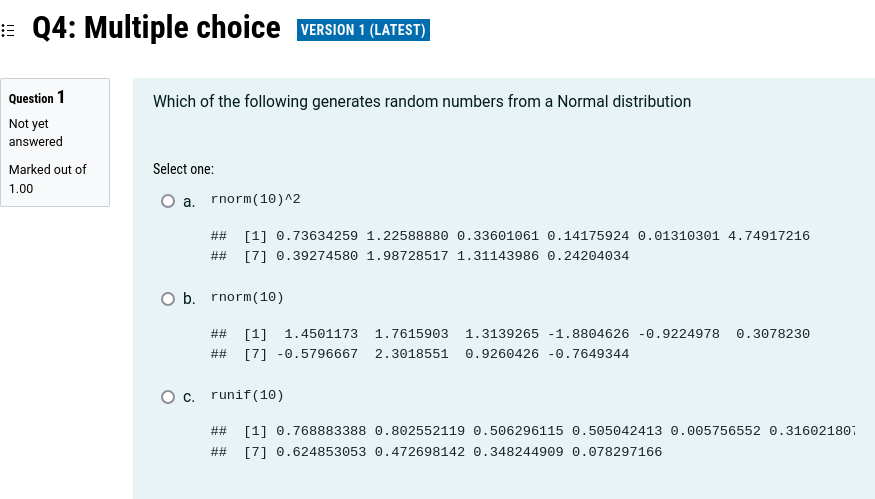 Q4: Multiple choice VERSION 1 (LATEST)
Question 1
Not yet
answered
Marked out of
1.00
Which of the following generates random numbers from a Normal distribution
Select one:
a. rnorm(10)^2
## [1] 0.73634259 1.22588880 0.33601061 0.14175924 0.01310301 4.74917216
## [7] 0.39274580 1.98728517 1.31143986 0.24204034
b. rnorm(10)
## [1] 1.4501173 1.7615903 1.3139265 -1.8804626 -0.9224978 0.3078230
## [7] -0.5796667 2.3018551 0.9260426 -0.7649344
c. runif(10)
## [1] 0.768883388 0.802552119 0.506296115 0.505042413 0.005756552 0.316021807
## [7] 0.624853053 0.472698142 0.348244909 0.078297166